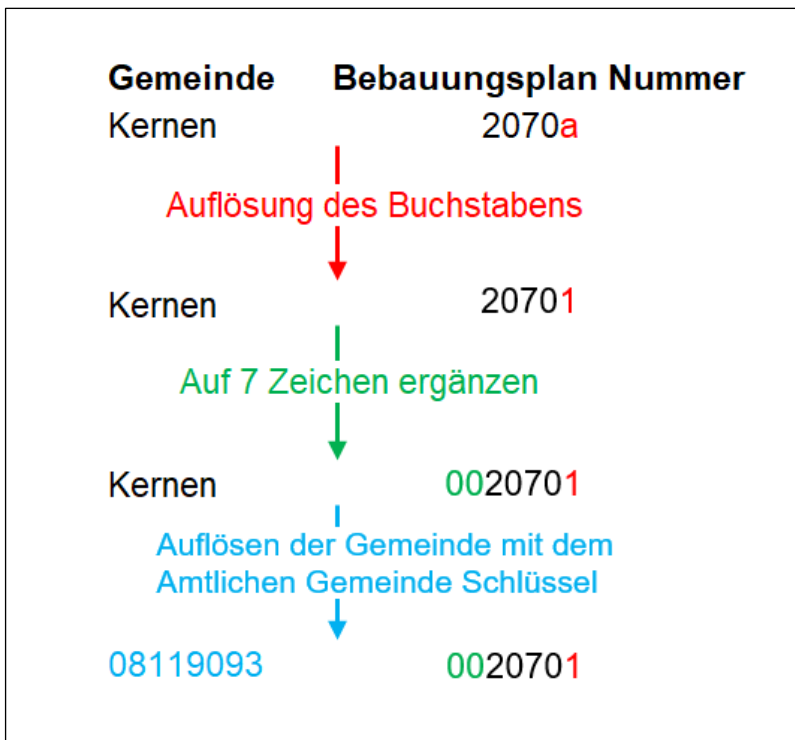 Gemeinde Bebauungsplan Nummer
Kernen 2070a
Auflösung des Buchstabens
Kernen 20701
Auf 7 Zeichen ergänzen
Kernen 0020701
Auflösen der Gemeinde mit dem
Amtlichen Gemeinde Schlüssel
08119093 0020701